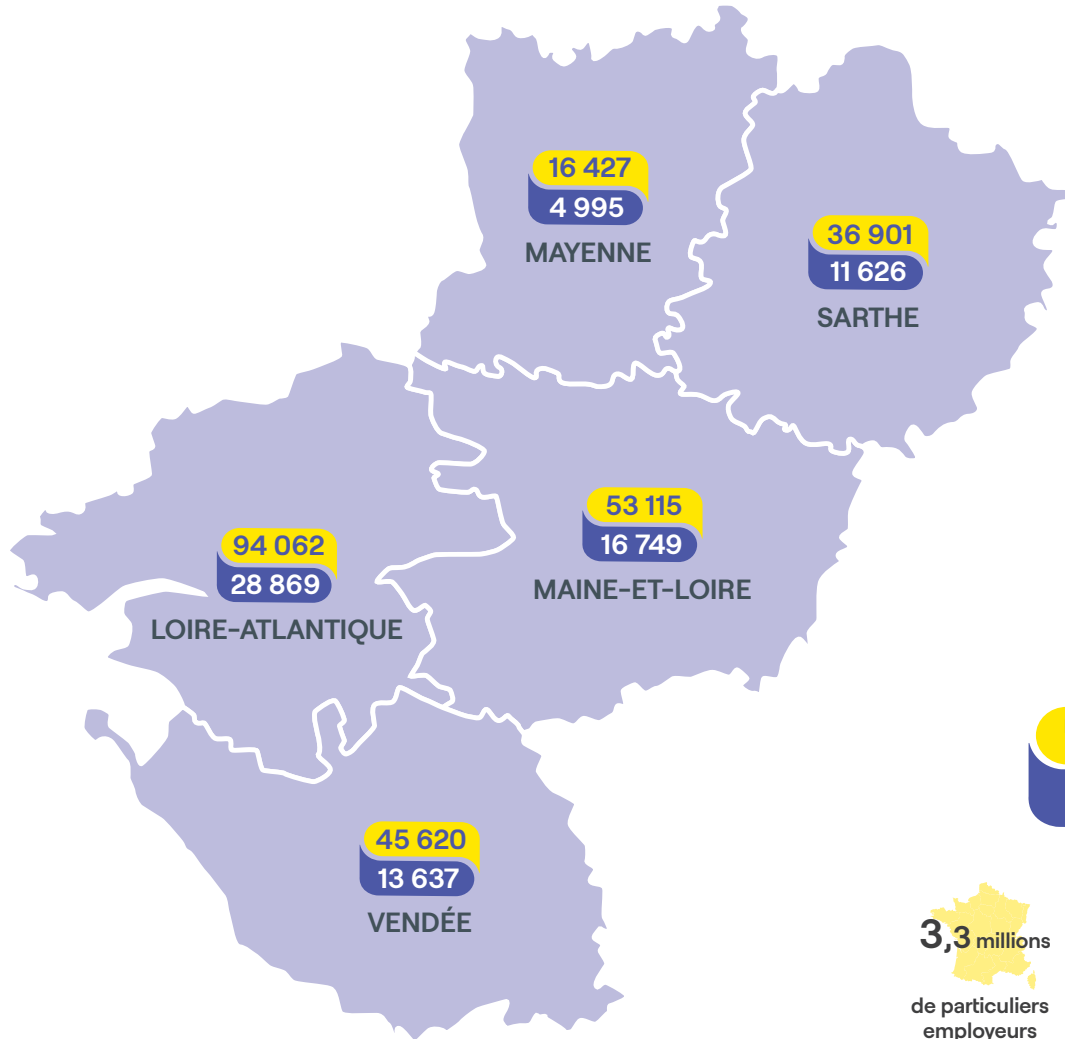 16 427
4 995
MAYENNE
36 901
11 626
SARTHE
53 115
16 749
MAINE-ET-LOIRE
94 062
28 869
LOIRE-ATLANTIQUE
45 620
13 637
VENDÉE
3,3 millions
de particuliers
employeurs